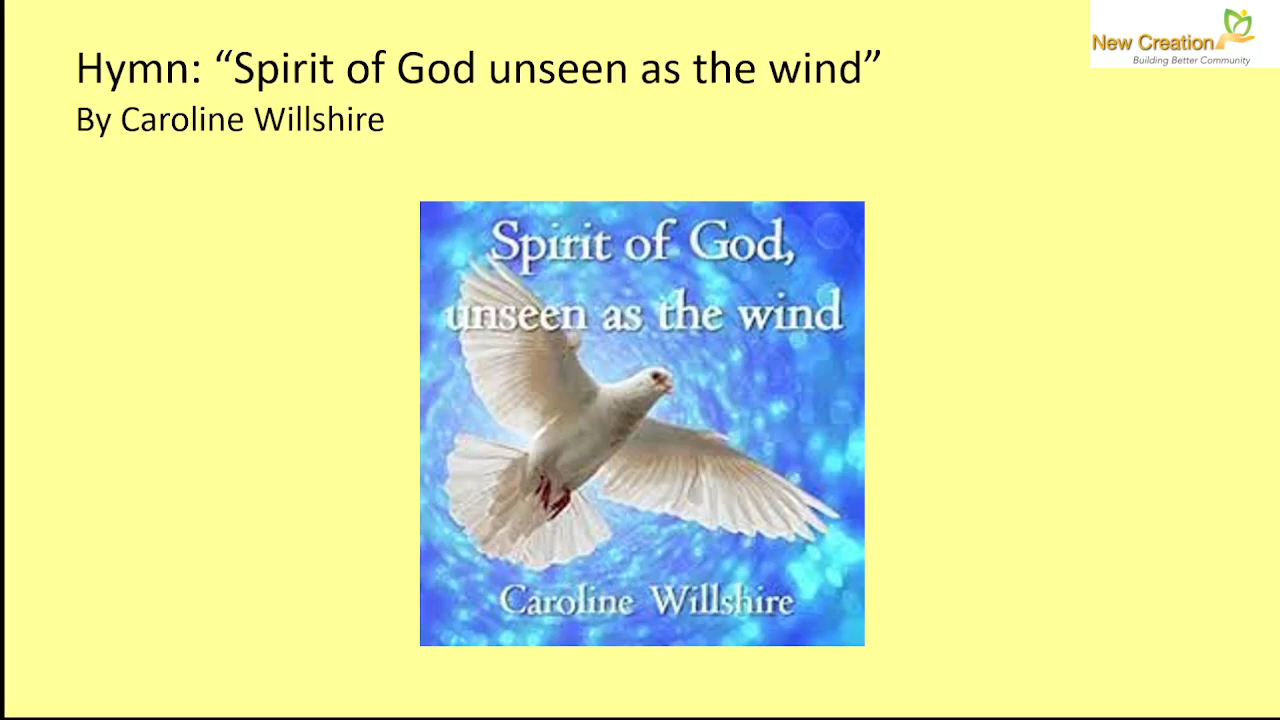 Hymn: “Spirit of God unseen as the wind”
By Caroline Willshire
New Creation
Building Better Community
Spirit of God,
unseen as the wind
Caroline Willshire